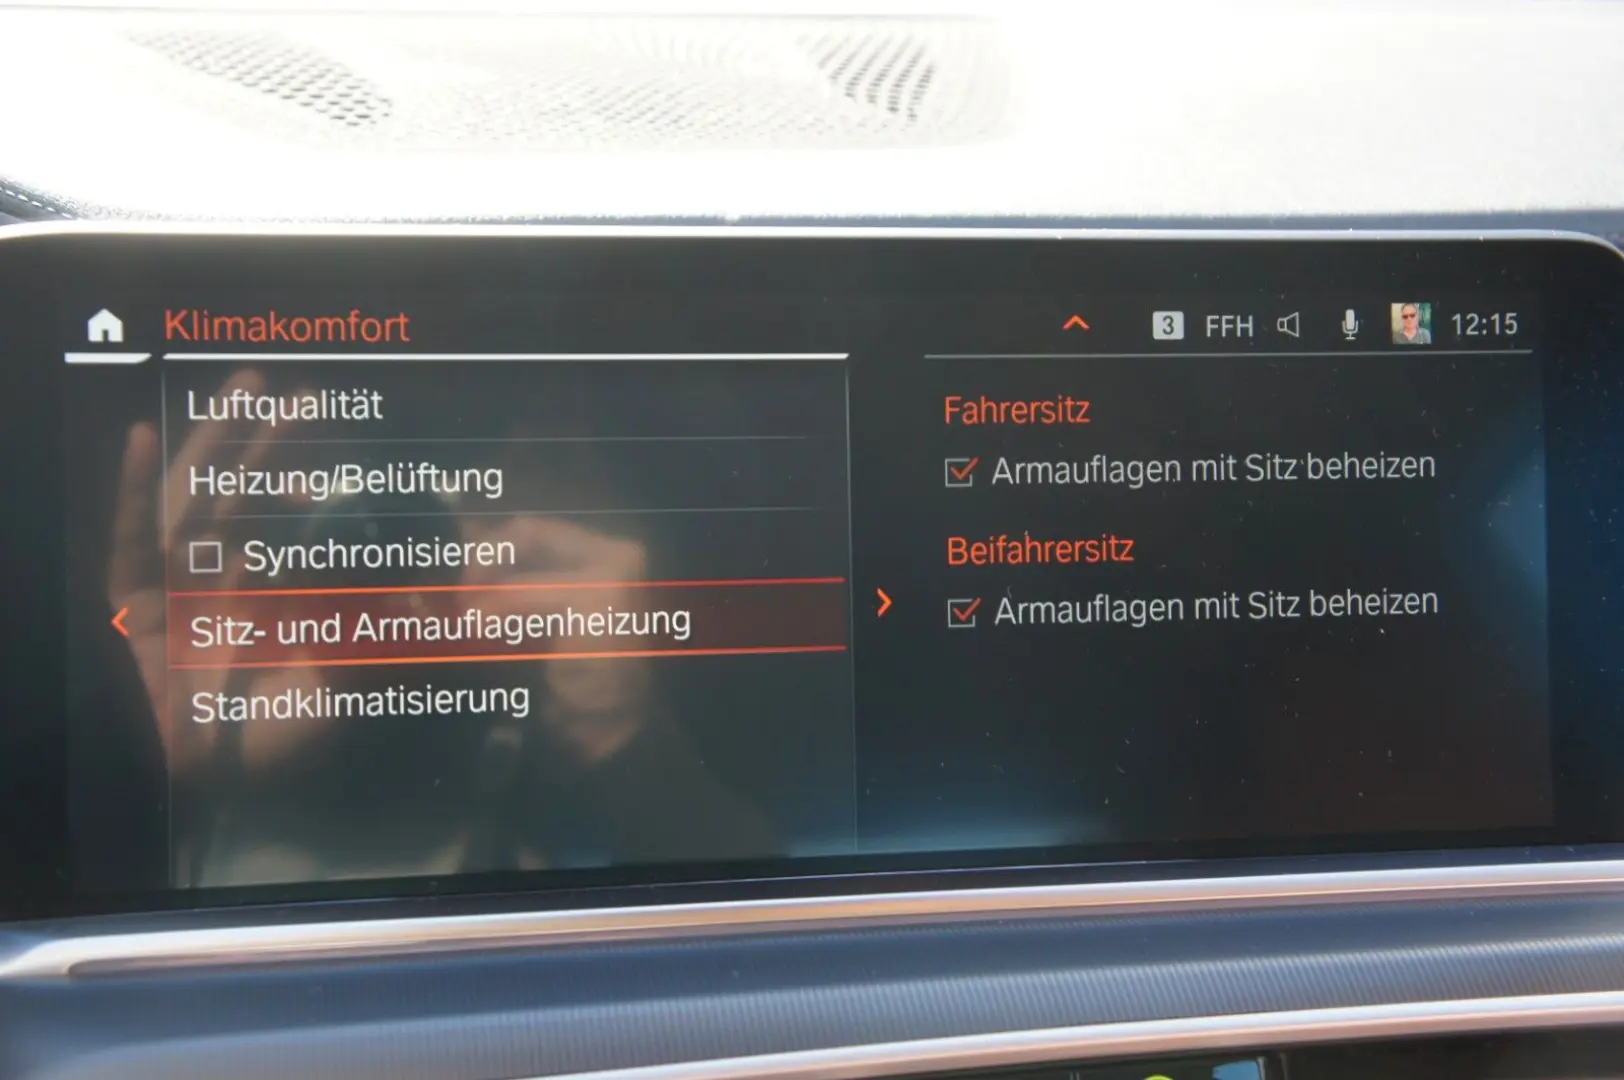 Klimakomfort
3 FFH 12:15
Luftqualität
Heizung/Belüftung
Synchronisieren
Sitz- und Armauflagenheizung
Standklimatisierung
Fahrersitz
Armauflagen mit Sitz beheizen
Beifahrersitz
Armauflagen mit Sitz beheizen